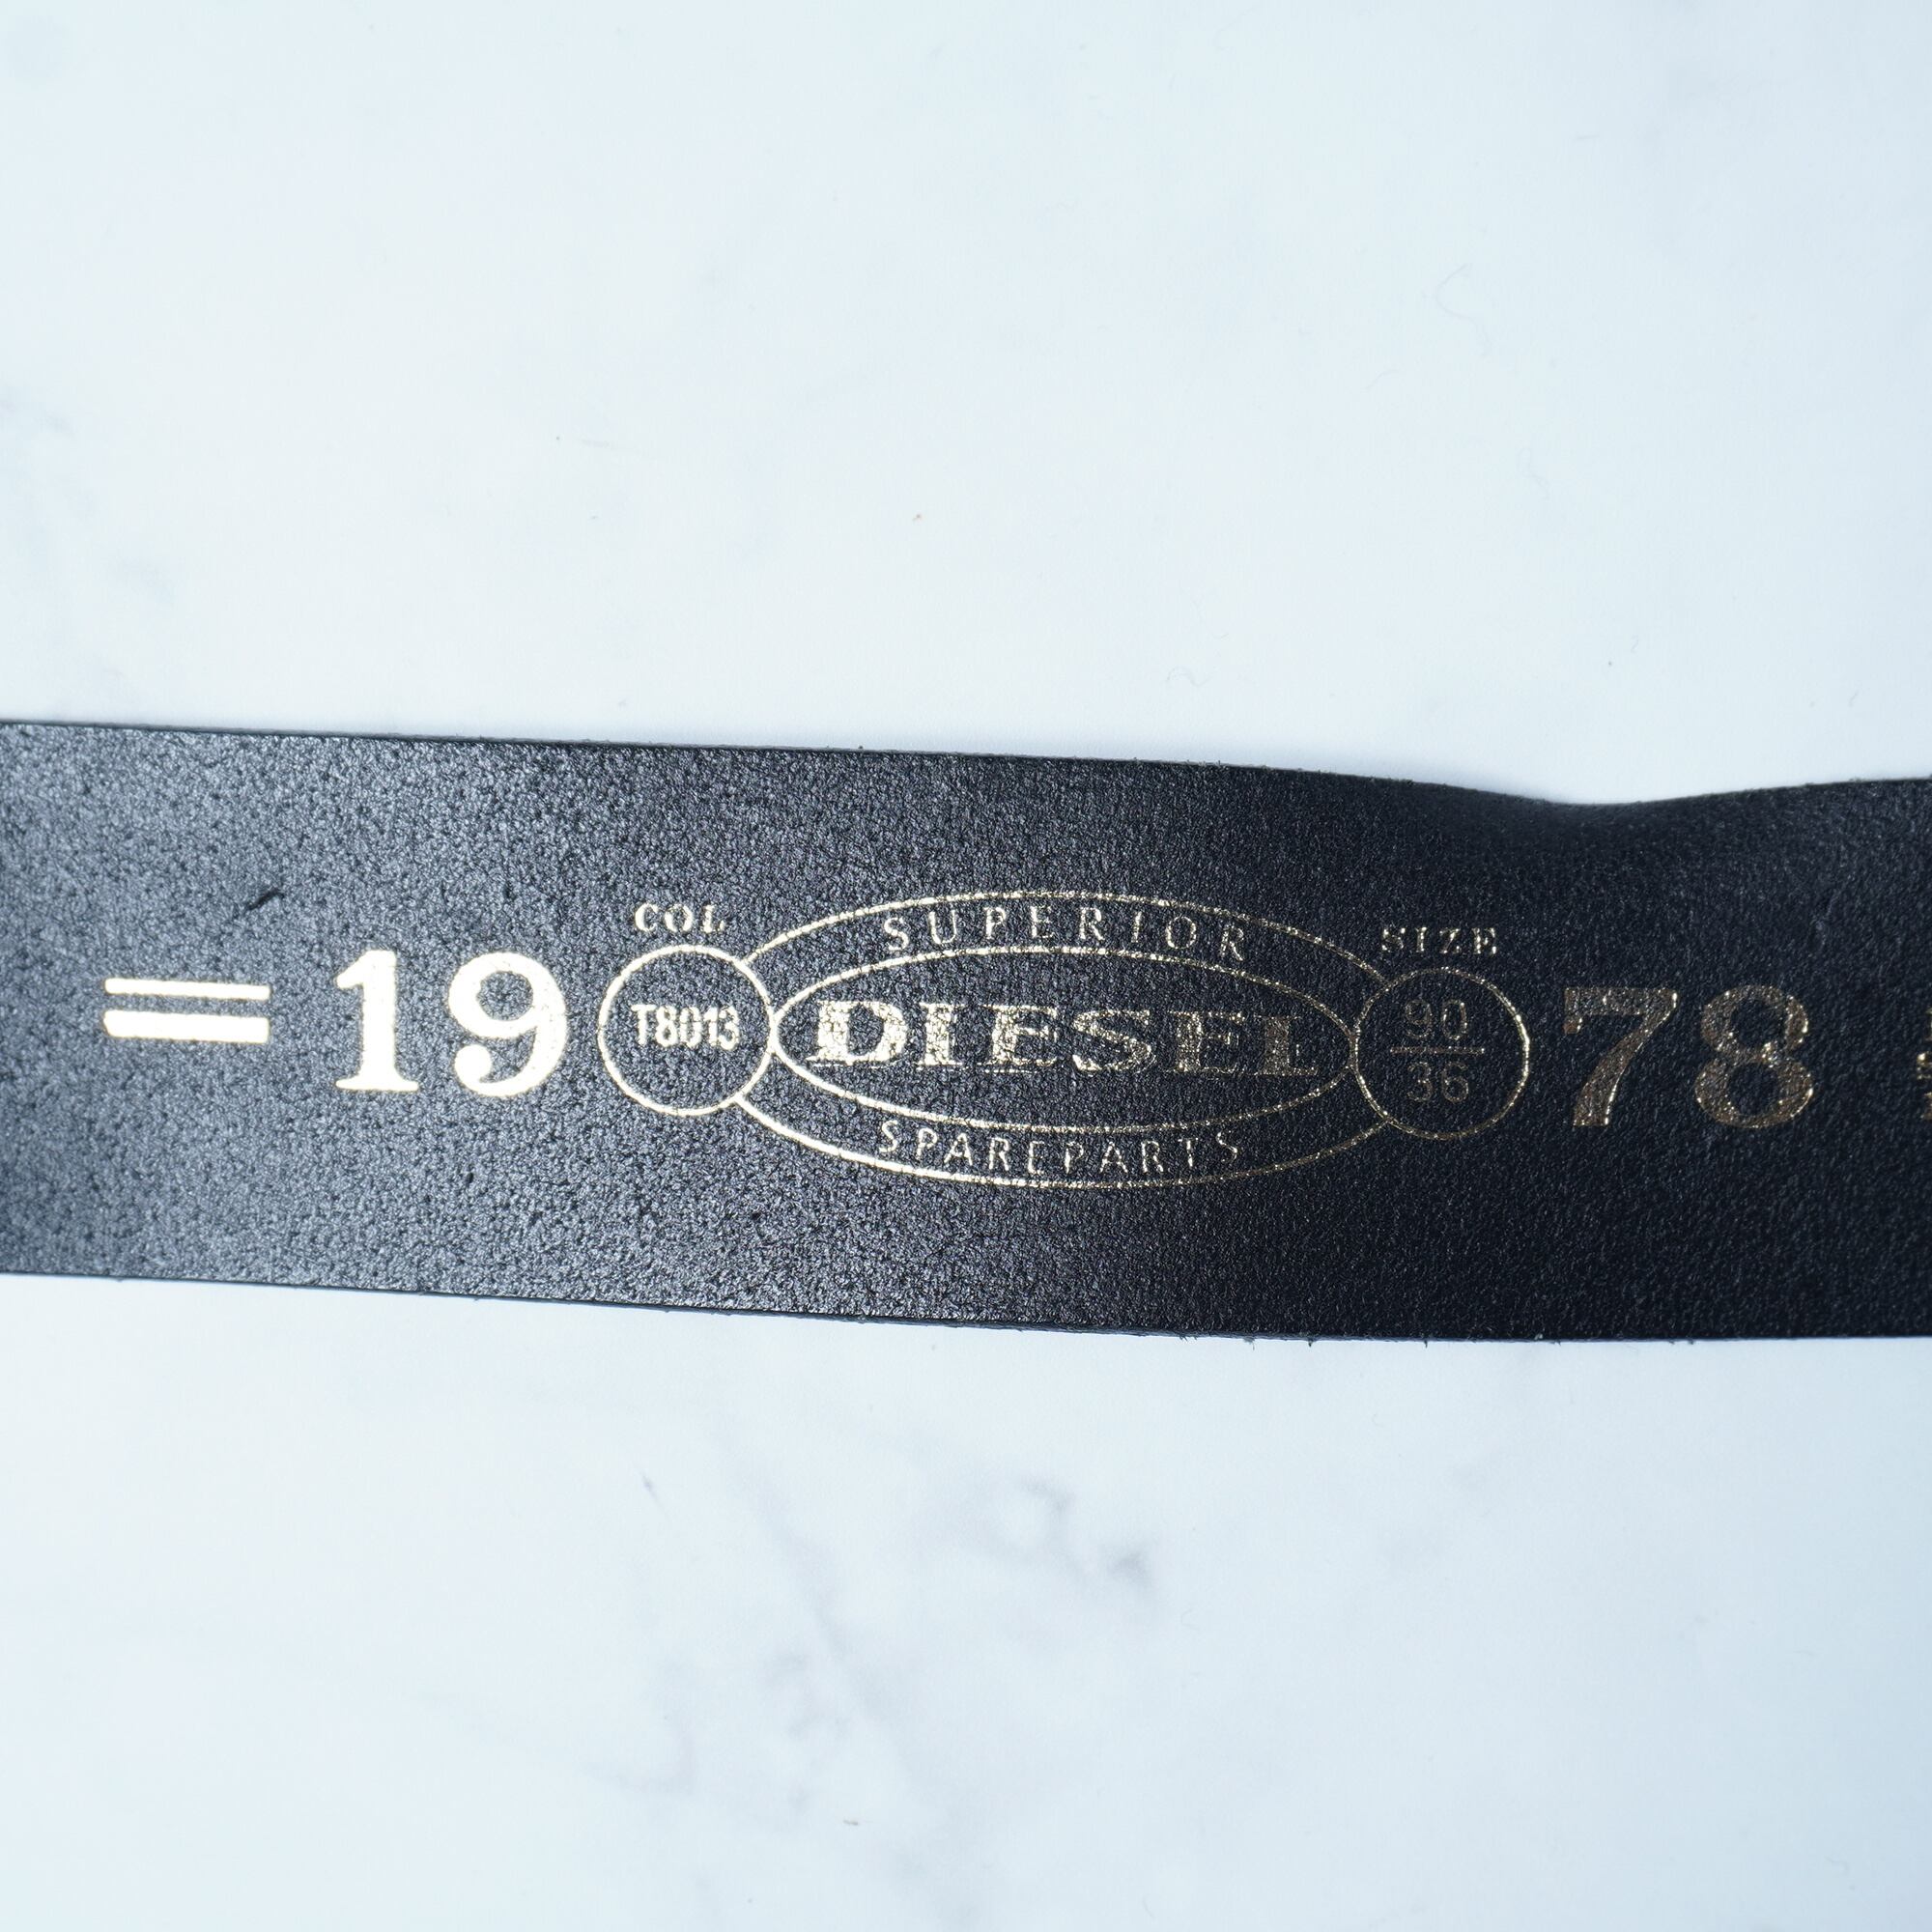 = 19
COL
T8013
SUPERIOR
DIESEL
SPAREPARTS
SIZE
90
36
78